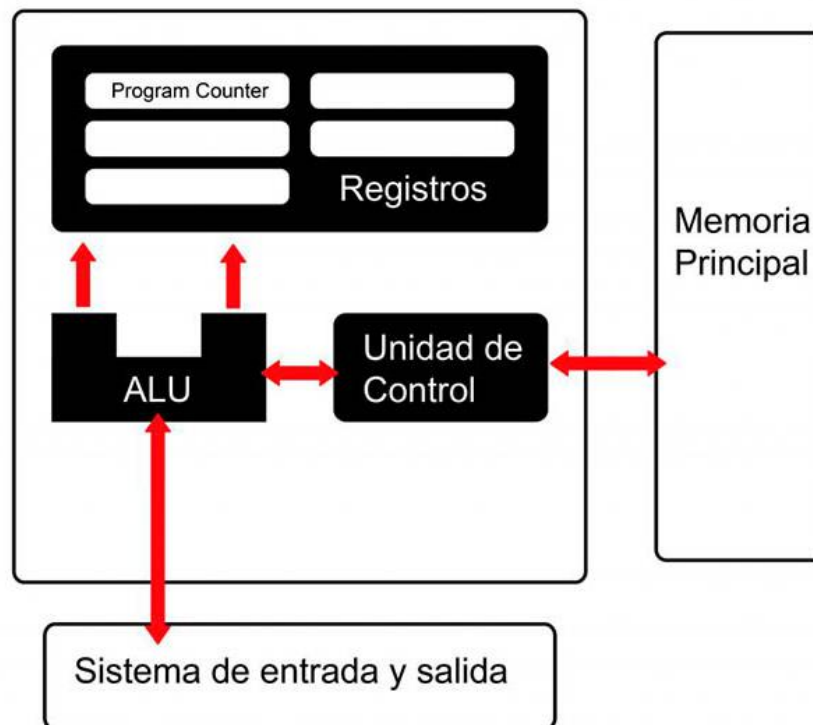 Program Counter
Registros
Memoria
Principal
ALU
Unidad de
Control
Sistema de entrada y salida